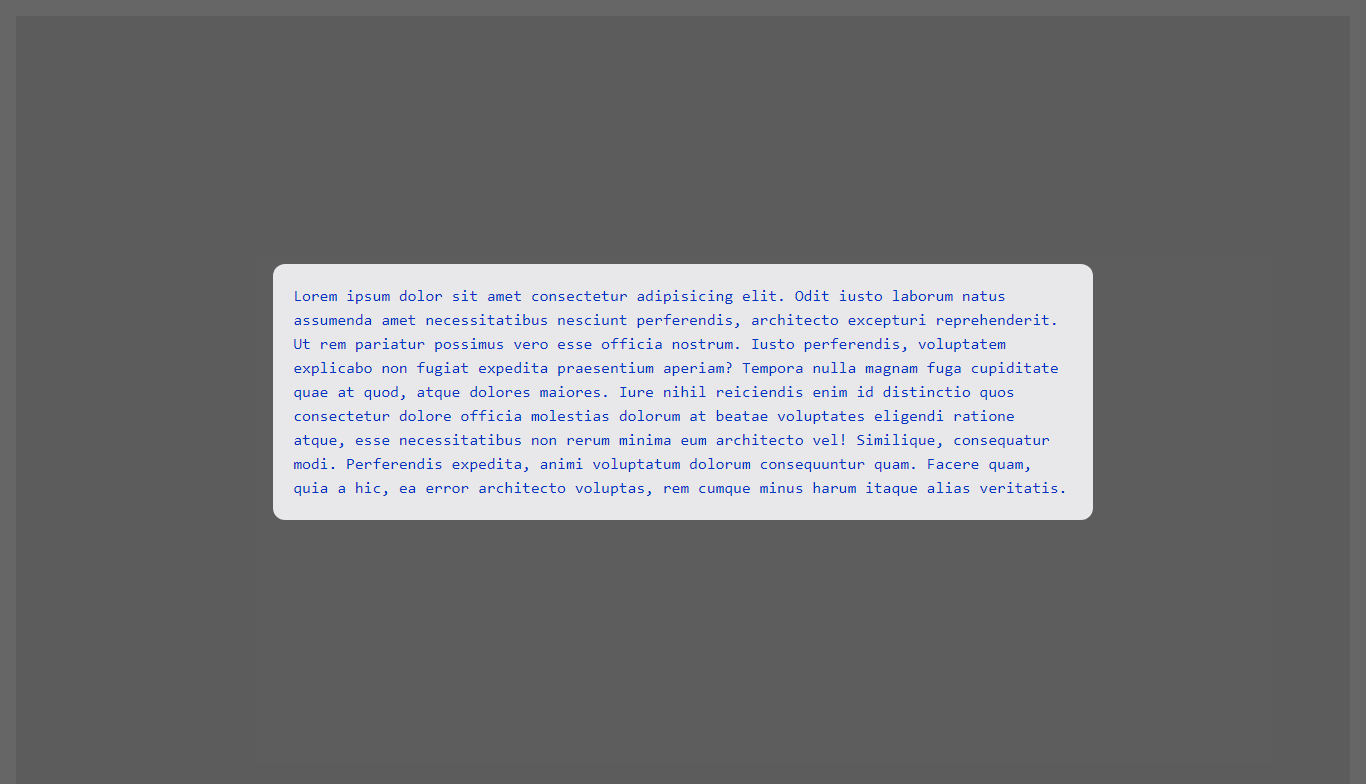 Lorem ipsum dolor sit amet consectetur adipisicing elit. Odit iusto laborum natus
assumenda amet necessitatibus nesciunt perferendis, architecto excepturi reprehenderit.
Ut rem pariatur possimus vero esse officia nostrum. Iusto perferendis, voluptatem
explicabo non fugiat expedita praesentium aperiam? Tempora nulla magnam fuga cupiditate
quae at quod, atque dolores maiores. Iure nihil reiciendis enim id distinctio quos
consectetur dolore officia molestias dolorum at beatae voluptates eligendi ratione
atque, esse necessitatibus non rerum minima eum architecto vel! Similique, consequatur
modi. Perferendis expedita, animi voluptatum dolorum consequuntur quam. Facere quam,
quia a hic, ea error architecto voluptas, rem cumque minus harum itaque alias veritatis.